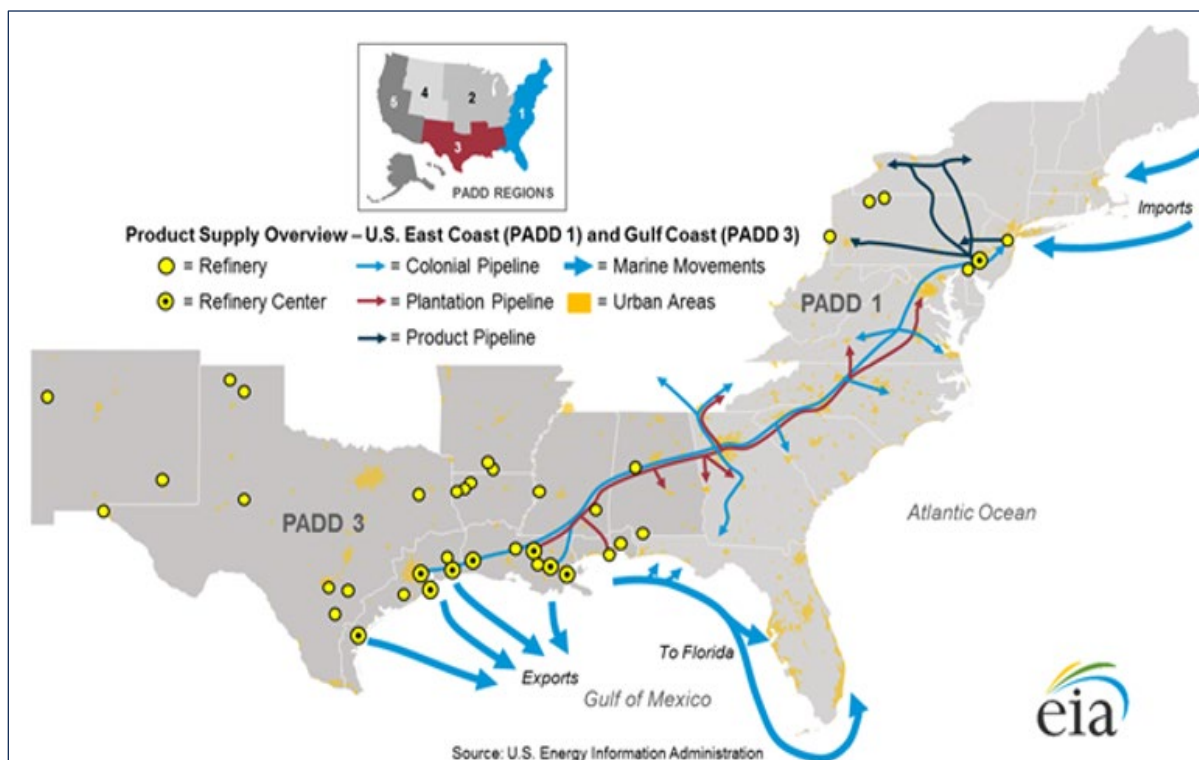 5
4
2
1
3
PADD REGIONS
Product Supply Overview – U.S. East Coast (PADD 1) and Gulf Coast (PADD 3)
= Refinery
= Colonial Pipeline
= Marine Movements
= Refinery Center
= Plantation Pipeline
= Urban Areas
= Product Pipeline
Imports
PADD 1
PADD 3
Atlantic Ocean
To Florida
Exports
Gulf of Mexico
eia
Source: U.S. Energy Information Administration